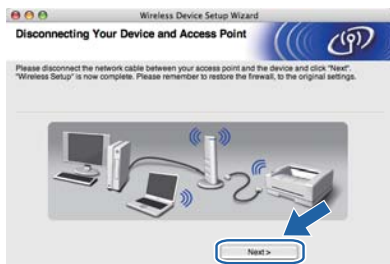 Wireless Device Setup Wizard
Disconnecting Your Device and Access Point
Please disconnect the network cable between your access point and the device and click "Next".
"Wireless Setup" is now complete. Please remember to restore the firewall, to the original settings.
Next >